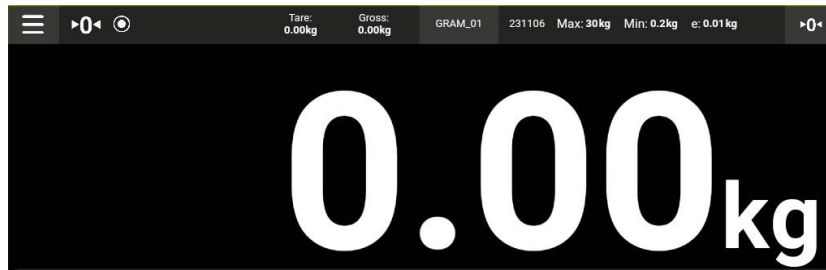 ▸0◂ Tare: Gross: GRAM_01 231106 Max: 30kg Min: 0.2kg e: 0.01kg ▸0◂
0.00kg 0.00kg
0.00kg